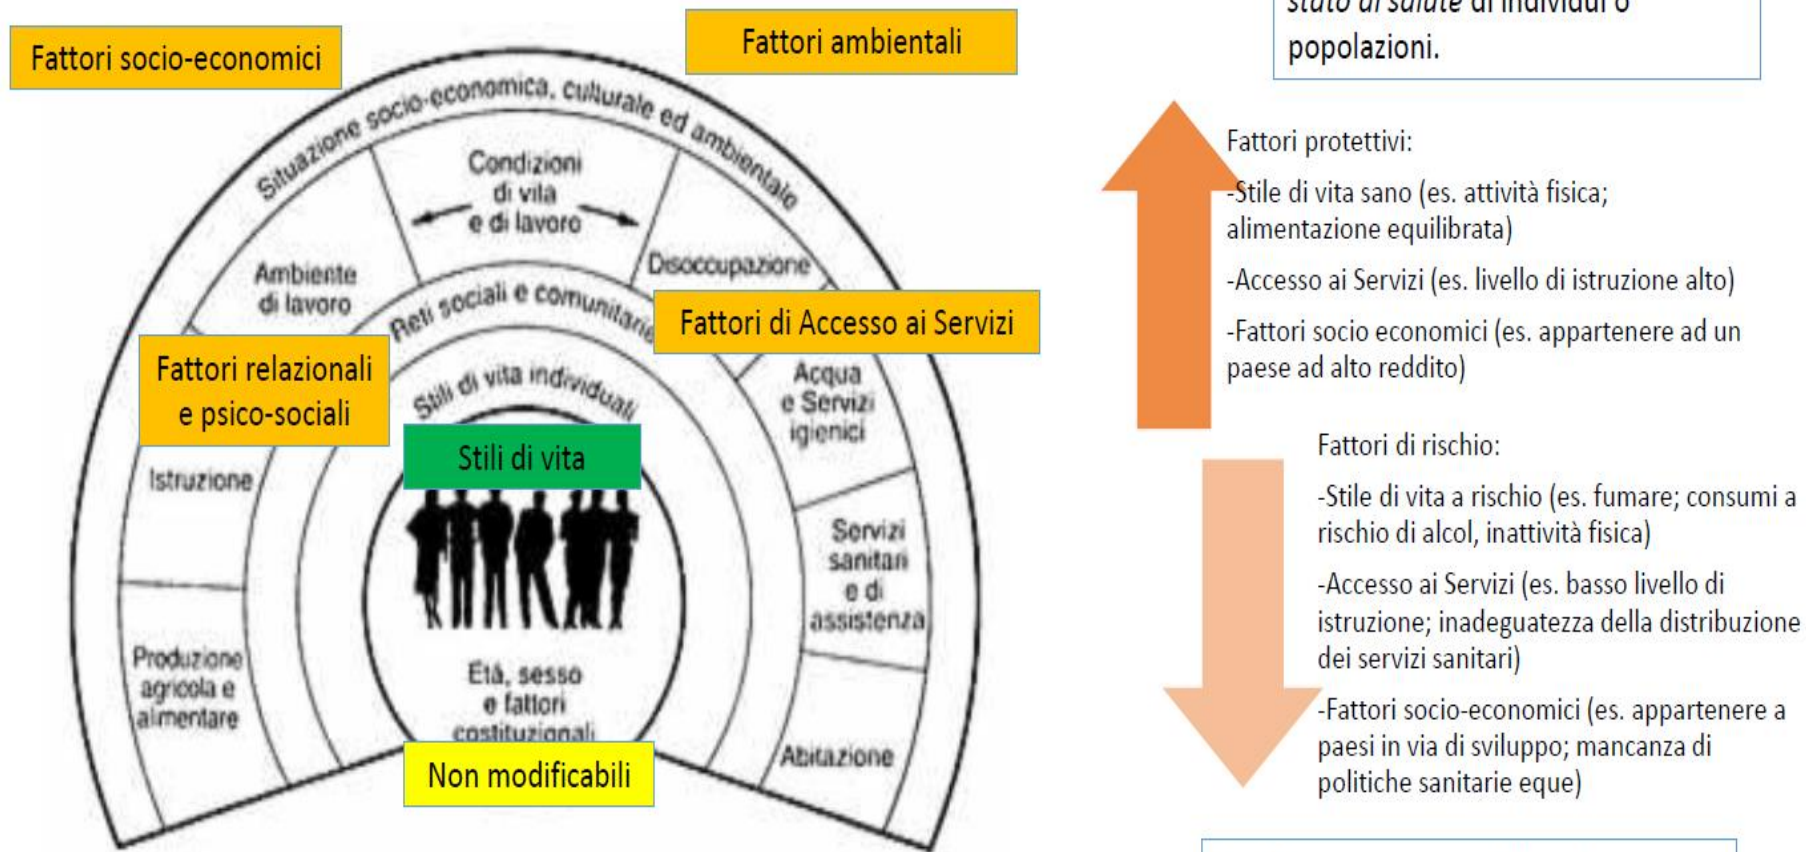 Fattori socio-economici
Fattori ambientali
Situazione socio-economica, culturale ed ambientale
Condizioni
di vita
e di lavoro
Ambiente
di lavoro
Disoccupazione
Reti sociali e comunitarie
Fattori di Accesso ai Servizi
Fattori relazionali
e psico-sociali
Stili di vita individuali
Acqua
e Servizi
igienici
Stili di vita
Istruzione
Servizi
sanitari
e di
assistenza
Produzione
agricola e
alimentare
Età, sesso
e fattori
costituzionali
Abitazione
Non modificabili
stato di salute di individui o
popolazioni.
Fattori protettivi:
-Stile di vita sano (es. attività fisica;
alimentazione equilibrata)
-Accesso ai Servizi (es. livello di istruzione alto)
-Fattori socio economici (es. appartenere ad un
paese ad alto reddito)
Fattori di rischio:
-Stile di vita a rischio (es. fumare; consumi a
rischio di alcol, inattività fisica)
-Accesso ai Servizi (es. basso livello di
istruzione; inadeguatezza della distribuzione
dei servizi sanitari)
-Fattori socio-economici (es. appartenere a
paesi in via di sviluppo; mancanza di
politiche sanitarie eque)